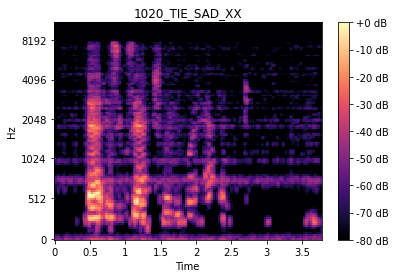 1020_TIE_SAD_XX
+0 dB
8192
-10 dB
4096
-20 dB
-30 dB
2048
-40 dB
Hz
1024
-50 dB
512
-60 dB
-70 dB
0
-80 dB
0 0.5 1 1.5 2 2.5 3 3.5
Time